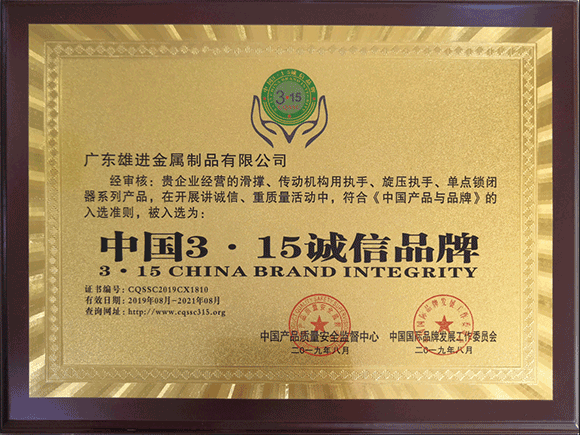 3·15
广东雄进金属制品有限公司
经审核：贵企业经营的滑撑、传动机构用执手、旋压执手、单点锁闭
器系列产品，在开展讲诚信、重质量活动中，符合《中国产品与品牌》的
入选准则，被入选为：
中国3·15诚信品牌
3·15 CHINA BRAND INTEGRITY
证书编号：CQSSC2019CX1810
有效日期：2019年08月-2021年08月
查询网址：http://www.cqssc315.org
中国产品质量安全监督中心
二〇一九年八月
中国国际品牌发展工作委员会
二〇一九年八月